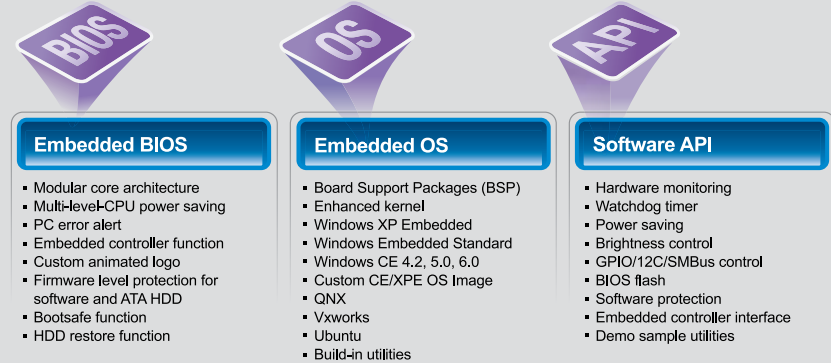 BIOS
OS
API
Embedded BIOS
▪ Modular core architecture
▪ Multi-level-CPU power saving
▪ PC error alert
▪ Embedded controller function
▪ Custom animated logo
▪ Firmware level protection for
software and ATA HDD
▪ Bootsafe function
▪ HDD restore function
Embedded OS
▪ Board Support Packages (BSP)
▪ Enhanced kernel
▪ Windows XP Embedded
▪ Windows Embedded Standard
▪ Windows CE 4.2, 5.0, 6.0
▪ Custom CE/XPE OS Image
▪ QNX
▪ Vxworks
▪ Ubuntu
▪ Build-in utilities
Software API
▪ Hardware monitoring
▪ Watchdog timer
▪ Power saving
▪ Brightness control
▪ GPIO/12C/SMBus control
▪ BIOS flash
▪ Software protection
▪ Embedded controller interface
▪ Demo sample utilities